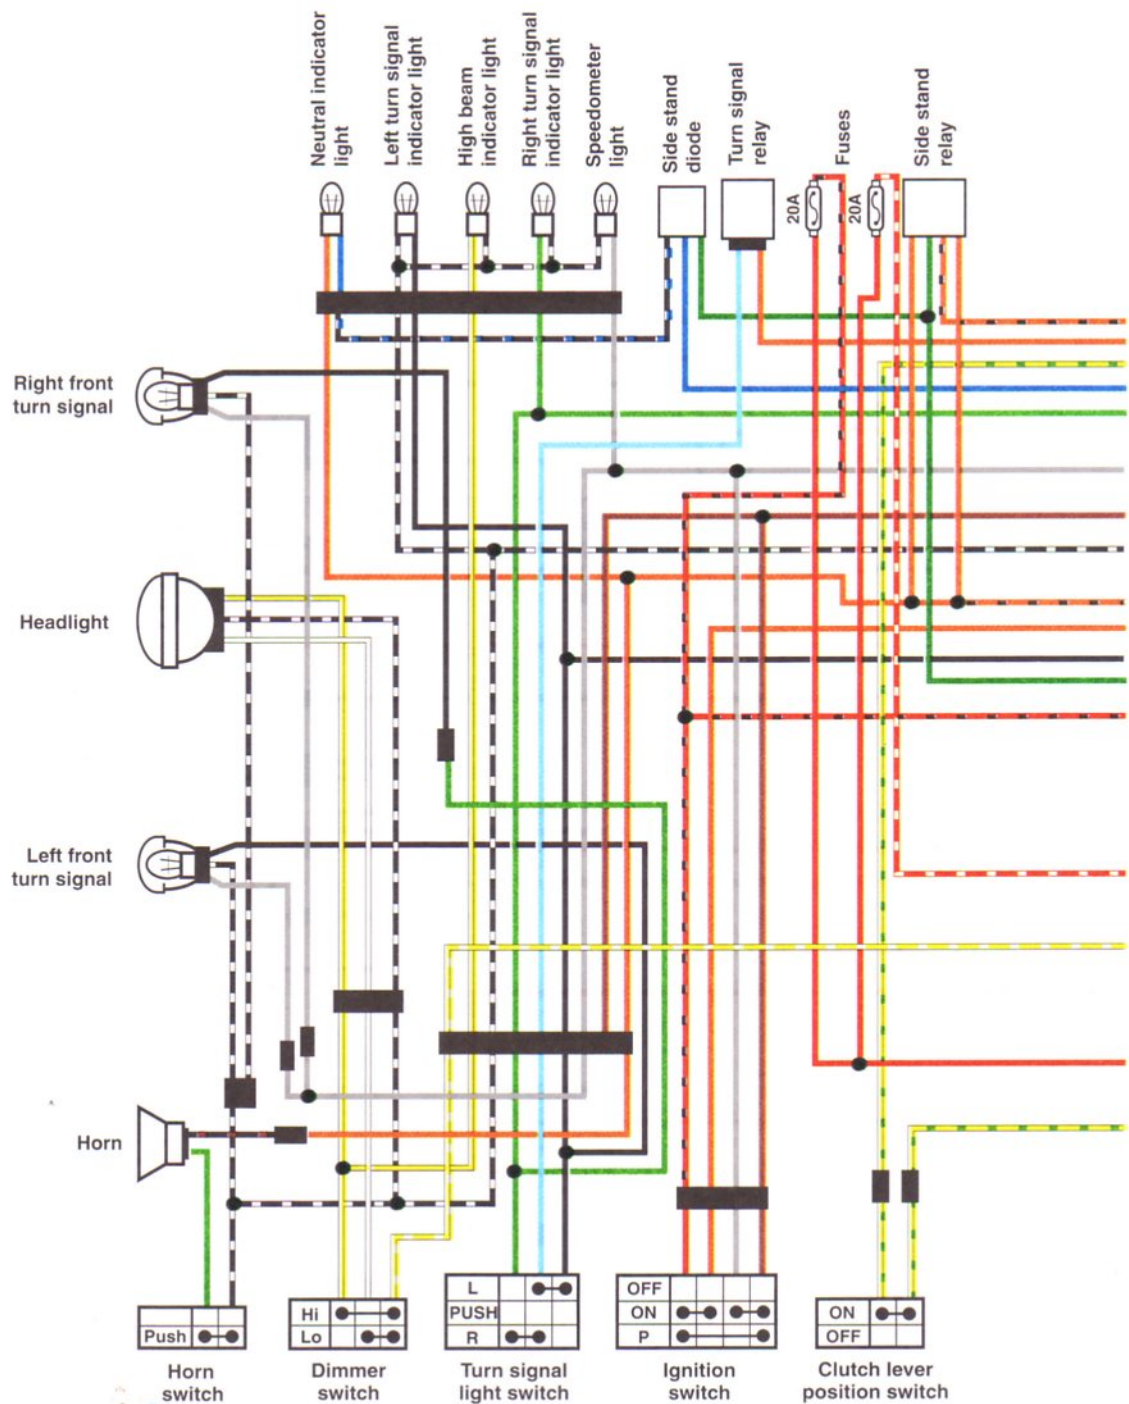 Neutral indicator
light
Left turn signal
indicator light
High beam
indicator light
Right turn signal
indicator light
Speedometer
light
Side stand
diode
Turn signal
relay
Fuses
Side stand
relay
20A
20A
Right front
turn signal
Headlight
Left front
turn signal
Horn
Push
Hi
Lo
L
PUSH
R
OFF
ON
P
ON
OFF
Horn
switch
Dimmer
switch
Turn signal
light switch
Ignition
switch
Clutch lever
position switch